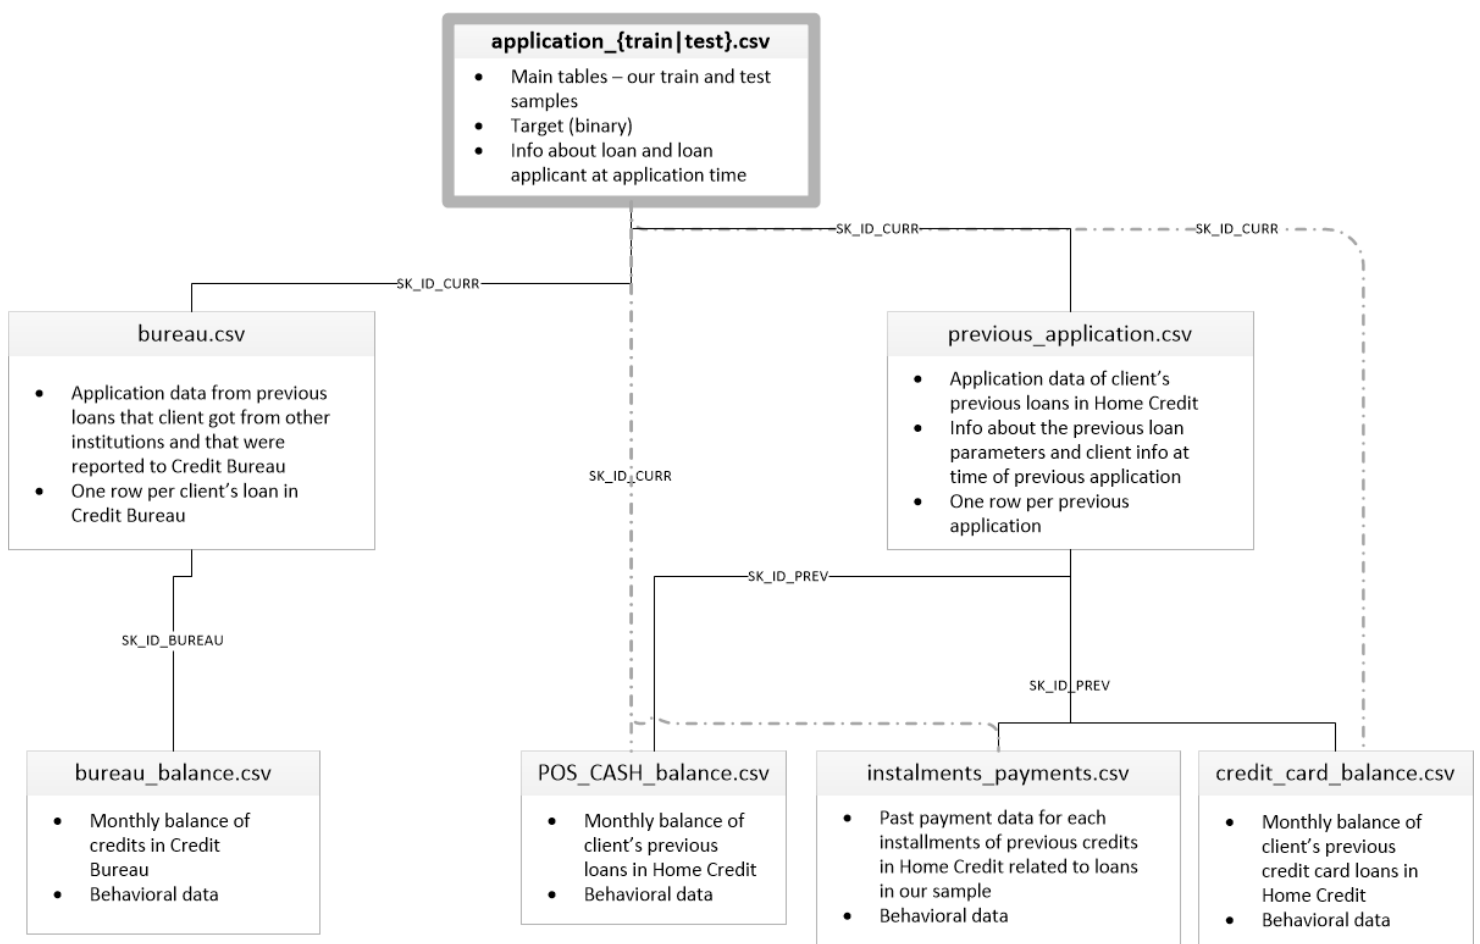 application_{train|test}.csv
• Main tables – our train and test
samples
• Target (binary)
• Info about loan and loan
applicant at application time
SK_ID_CURR
SK_ID_CURR
SK_ID_CURR
bureau.csv
• Application data from previous
loans that client got from other
institutions and that were
reported to Credit Bureau
• One row per client's loan in
Credit Bureau
previous_application.csv
• Application data of client's
previous loans in Home Credit
• Info about the previous loan
parameters and client info at
time of previous application
• One row per previous
application
SK_ID_CURR
SK_ID_PREV
SK_ID_BUREAU
SK_ID_PREV
bureau_balance.csv
• Monthly balance of
credits in Credit
Bureau
• Behavioral data
POS_CASH_balance.csv
• Monthly balance of
client's previous
loans in Home Credit
• Behavioral data
instalments_payments.csv
• Past payment data for each
installments of previous credits
in Home Credit related to loans
in our sample
• Behavioral data
credit_card_balance.csv
• Monthly balance of
client's previous
credit card loans in
Home Credit
• Behavioral data